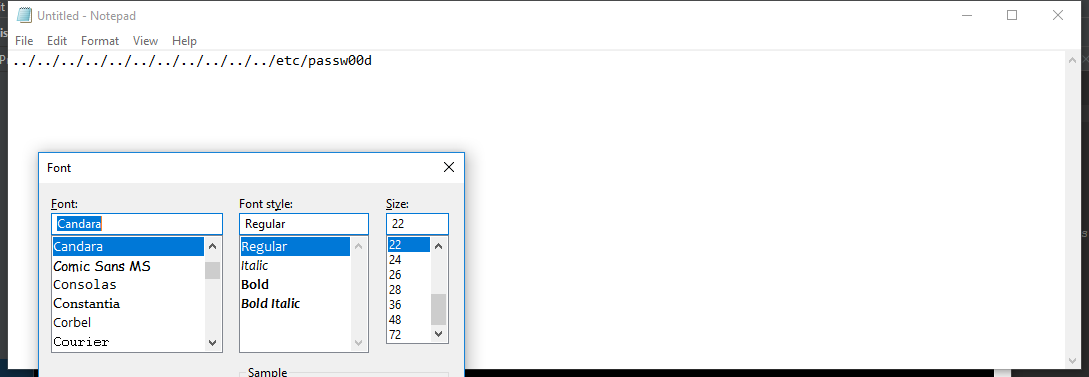 Untitled - Notepad
File Edit Format View Help
../../../../../../../../../../../etc/passw00d
Font
Font: Font style: Size:
Candara Regular 22
Candara Regular 22
Comic Sans MS Italic 24
Consolas Bold 26
Constantia Bold Italic 28
Corbel 36
Courier 48
72
Sample